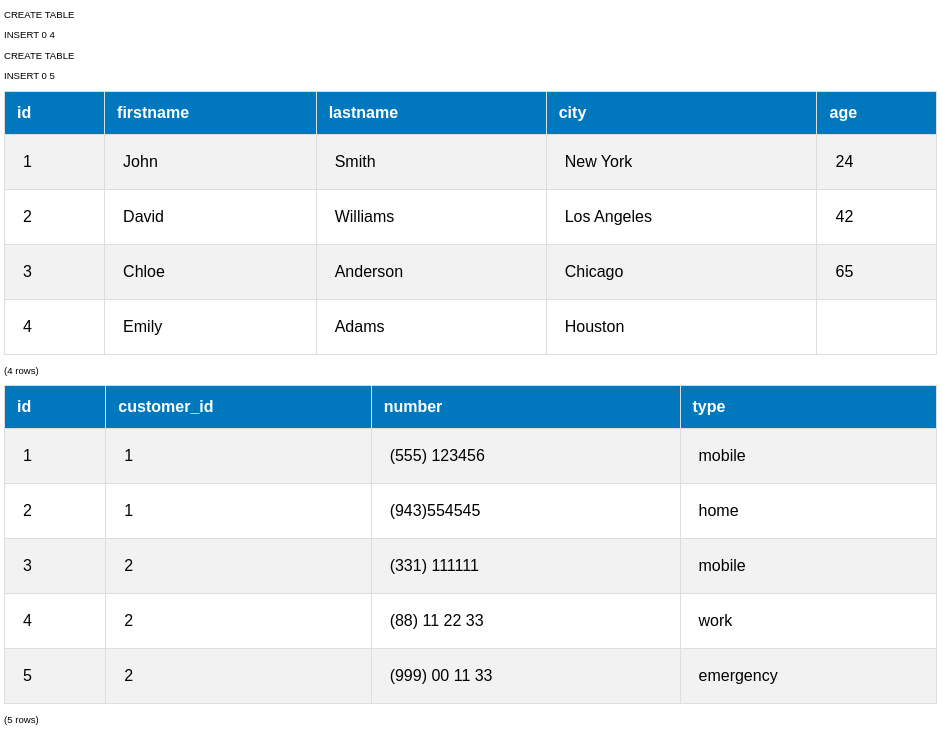 CREATE TABLE
INSERT 0 4
CREATE TABLE
INSERT 0 5
id firstname lastname city age
1 John Smith New York 24
2 David Williams Los Angeles 42
3 Chloe Anderson Chicago 65
4 Emily Adams Houston
(4 rows)
id customer_id number type
1 1 (555) 123456 mobile
2 1 (943)554545 home
3 2 (331) 111111 mobile
4 2 (88) 11 22 33 work
5 2 (999) 00 11 33 emergency
(5 rows)